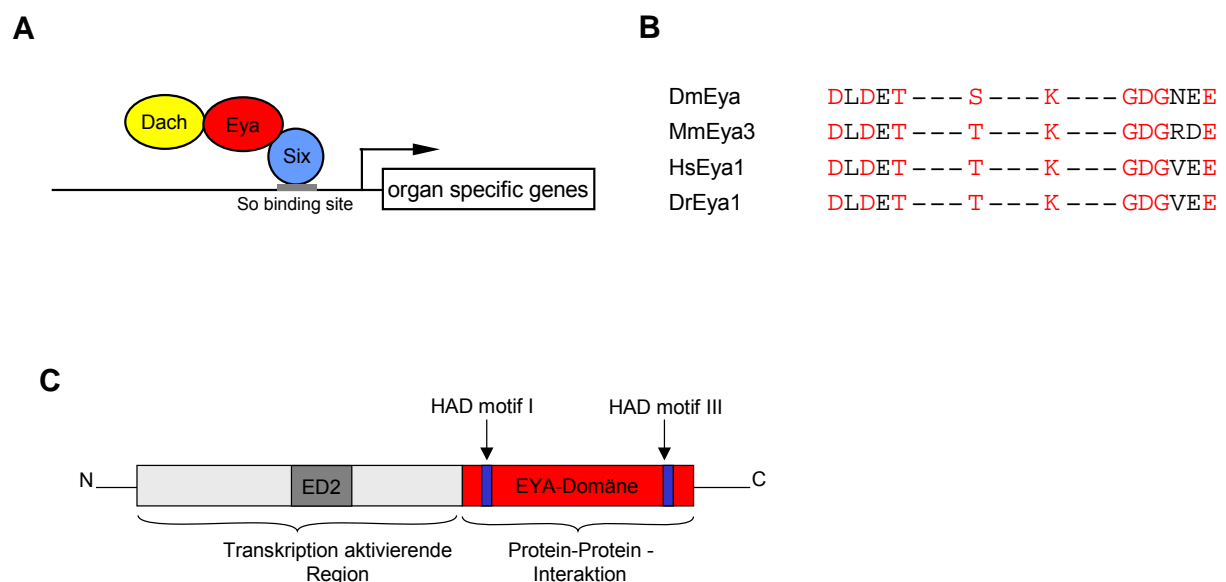 A
Dach
Eya
Six
So binding site
organ specific genes
B
DmEya DLDET---S---K---GDGNEE
MmEya3 DLDET---T---K---GDGRDE
HsEya1 DLDET---T---K---GDGVEE
DrEya1 DLDET---T---K---GDGVEE
C
HAD motif I
HAD motif III
N
ED2
EYA-Domäne
C
Transkription aktivierende
Region
Protein-Protein -
Interaktion